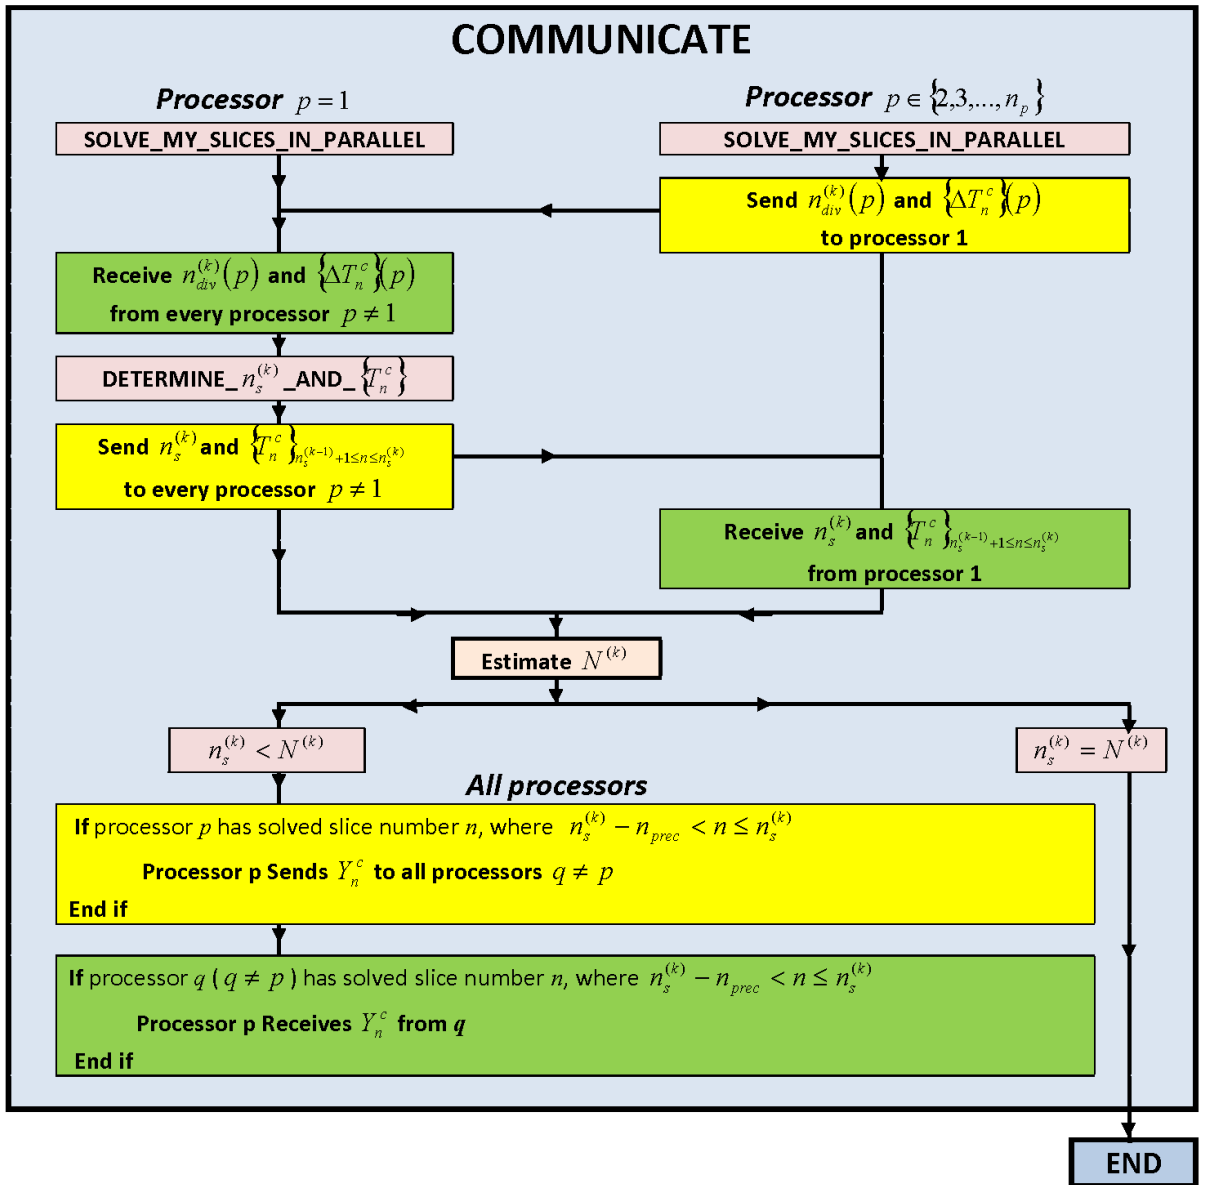 COMMUNICATE
Processor p = 1
Processor p ∈ {2,3,...,n_p}
SOLVE_MY_SLICES_IN_PARALLEL
SOLVE_MY_SLICES_IN_PARALLEL
Send n_div^(k)(p) and {ΔT_n^c}(p)
to processor 1
Receive n_div^(k)(p) and {ΔT_n^c}(p)
from every processor p ≠ 1
DETERMINE_ n_s^(k) _AND_ {T_n^c}
Send n_s^(k) and {T_n^c}_{n_s^(k-1)+1≤n≤n_s^(k)}
to every processor p ≠ 1
Receive n_s^(k) and {T_n^c}_{n_s^(k-1)+1≤n≤n_s^(k)}
from processor 1
Estimate N^(k)
n_s^(k) < N^(k)
n_s^(k) = N^(k)
All processors
If processor p has solved slice number n, where n_s^(k) − n_prec < n ≤ n_s^(k)
Processor p Sends Y_n^c to all processors q ≠ p
End if
If processor q ( q ≠ p ) has solved slice number n, where n_s^(k) − n_prec < n ≤ n_s^(k)
Processor p Receives Y_n^c from q
End if
END